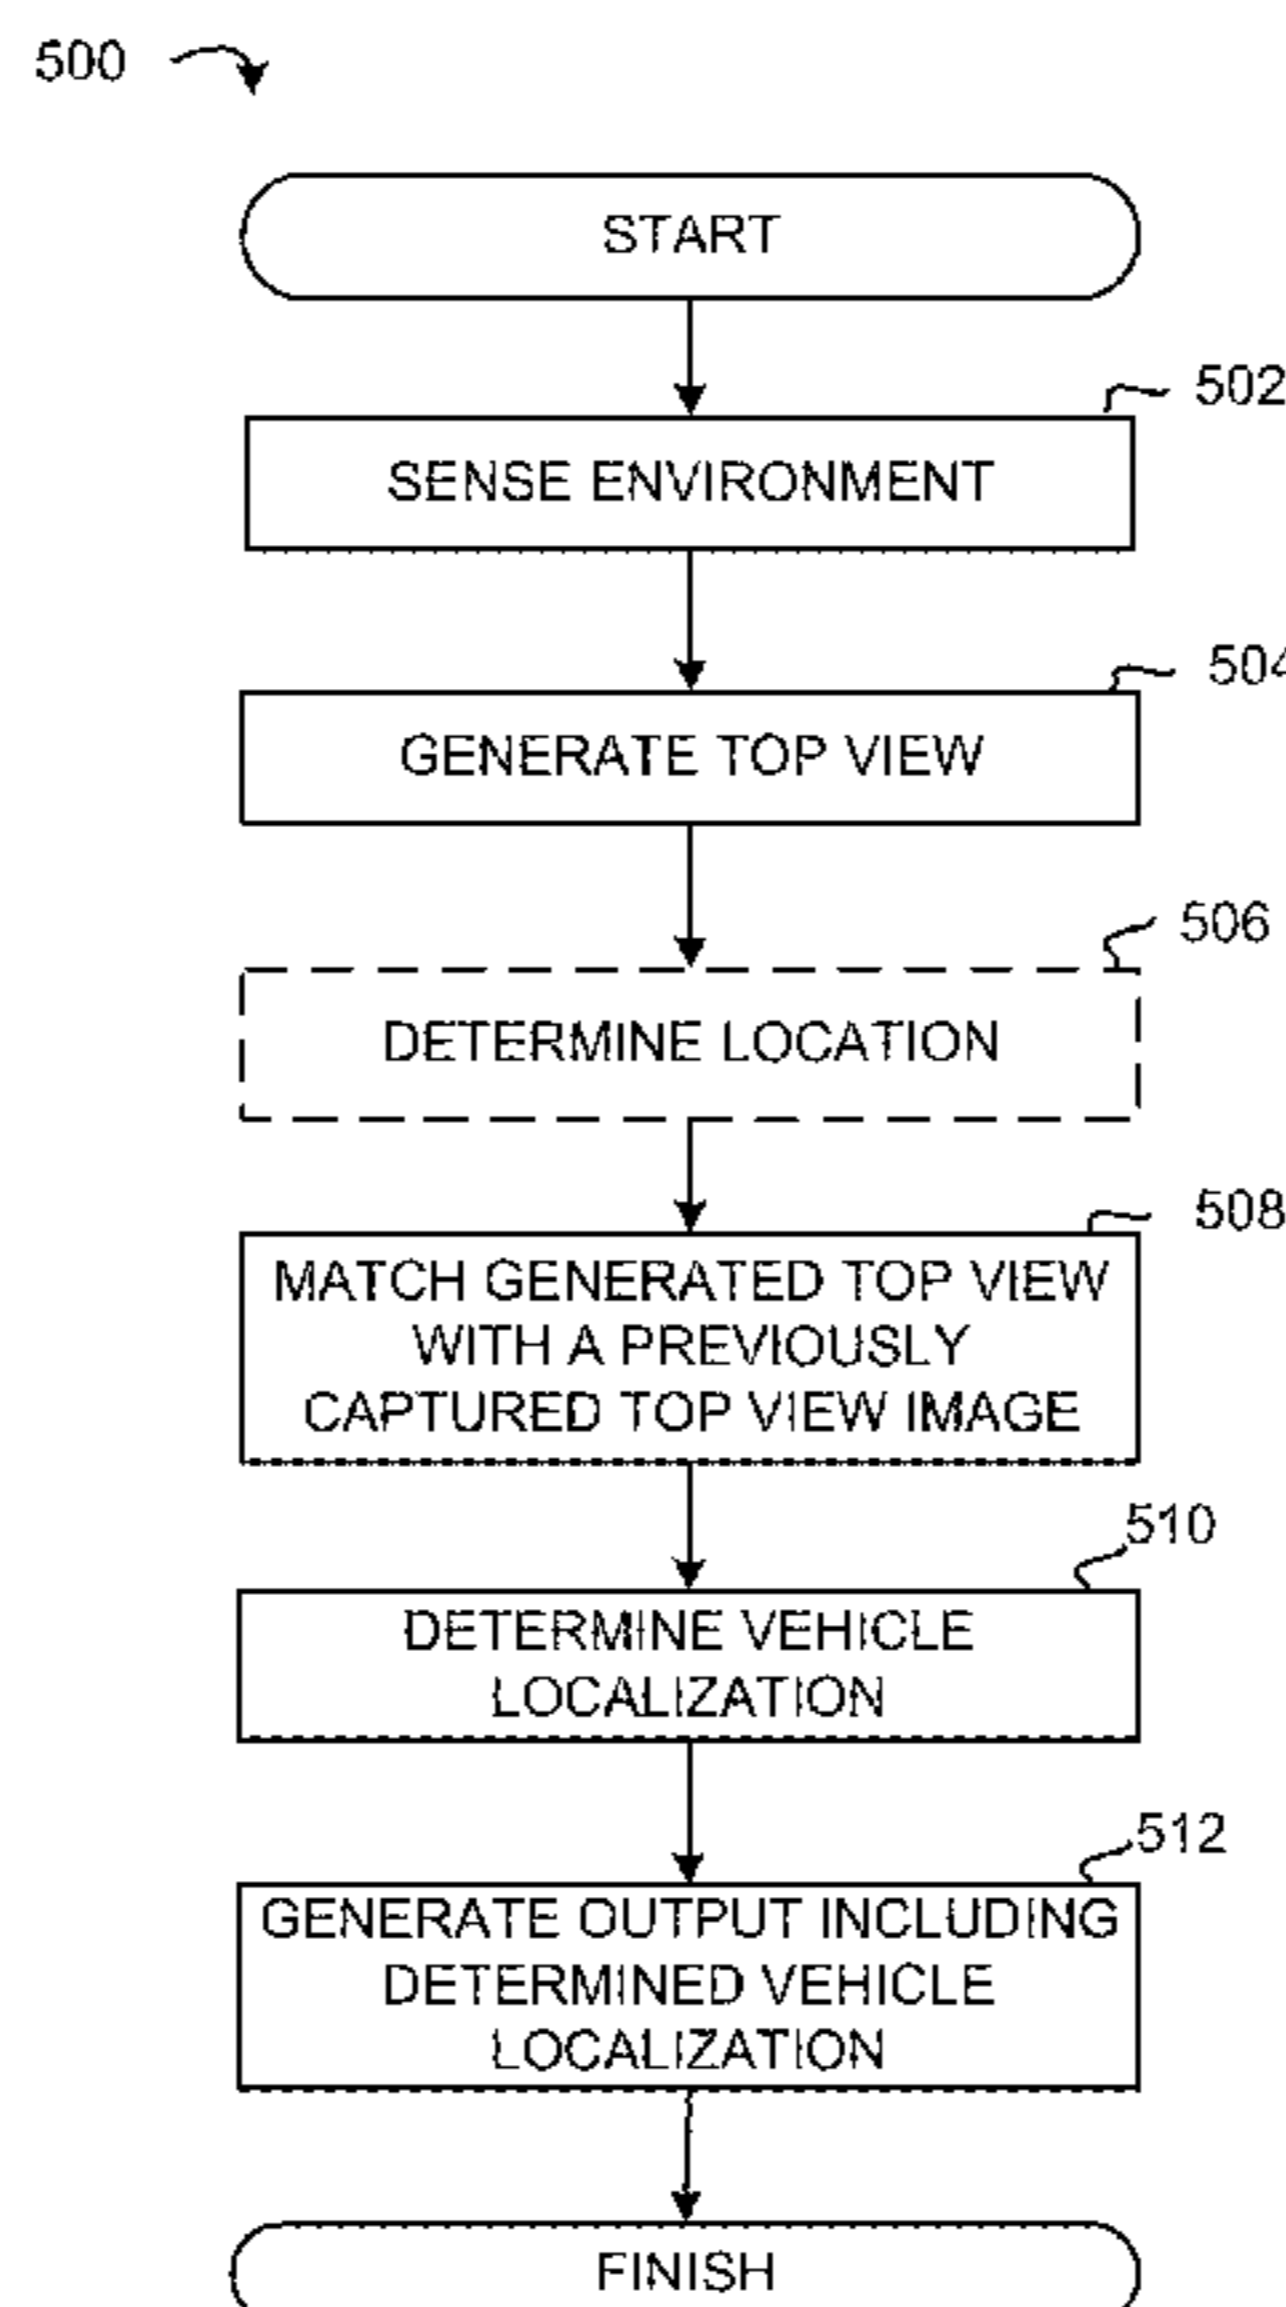 500
START
502
SENSE ENVIRONMENT
504
GENERATE TOP VIEW
506
DETERMINE LOCATION
508
MATCH GENERATED TOP VIEW
WITH A PREVIOUSLY
CAPTURED TOP VIEW IMAGE
510
DETERMINE VEHICLE
LOCALIZATION
512
GENERATE OUTPUT INCLUDING
DETERMINED VEHICLE
LOCALIZATION
FINISH